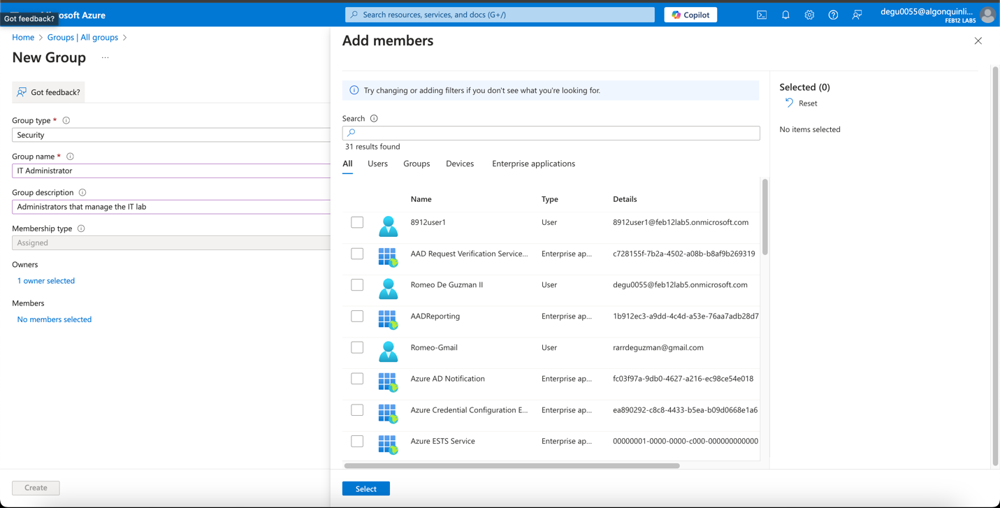 Microsoft Azure
Got feedback?
Search resources, services, and docs (G+/)
Copilot
degu0055@algonquinli...
FEB12 LABS
Home > Groups | All groups >
New Group ...
Got feedback?
Group type *
Security
Group name *
IT Administrator
Group description
Administrators that manage the IT lab
Membership type
Assigned
Owners
1 owner selected
Members
No members selected
Create
Add members
Try changing or adding filters if you don't see what you're looking for.
Search
31 results found
All Users Groups Devices Enterprise applications
Name Type Details
8912user1 User 8912user1@feb12lab5.onmicrosoft.com
AAD Request Verification Service... Enterprise ap... c728155f-7b2a-4502-a08b-b8af9b269319
Romeo De Guzman II User degu0055@feb12lab5.onmicrosoft.com
AADReporting Enterprise ap... 1b912ec3-a9dd-4c4d-a53e-76aa7adb28d7
Romeo-Gmail User rarrdeguzman@gmail.com
Azure AD Notification Enterprise ap... fc03f97a-9db0-4627-a216-ec98ce54e018
Azure Credential Configuration E... Enterprise ap... ea890292-c8c8-4433-b5ea-b09d0668e1a6
Azure ESTS Service Enterprise ap... 00000001-0000-0000-c000-000000000000
Select
Selected (0)
Reset
No items selected